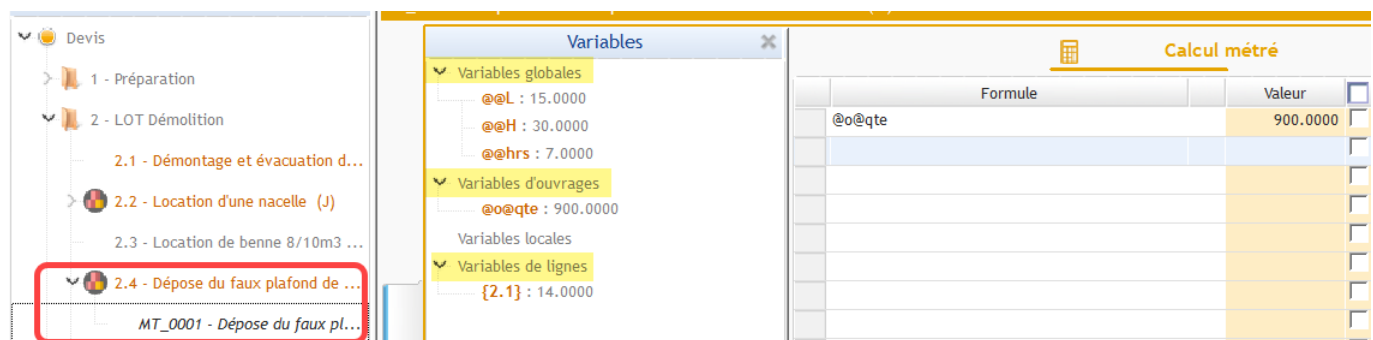 Devis
1 - Préparation
2 - LOT Démolition
2.1 - Démontage et évacuation d...
2.2 - Location d'une nacelle (J)
2.3 - Location de benne 8/10m3 ...
2.4 - Dépose du faux plafond de ...
MT_0001 - Dépose du faux pl...
Variables
Variables globales
@@L : 15.0000
@@H : 30.0000
@@hrs : 7.0000
Variables d'ouvrages
@o@qte : 900.0000
Variables locales
Variables de lignes
{2.1} : 14.0000
Calcul métré
Formule Valeur
@o@qte 900.0000